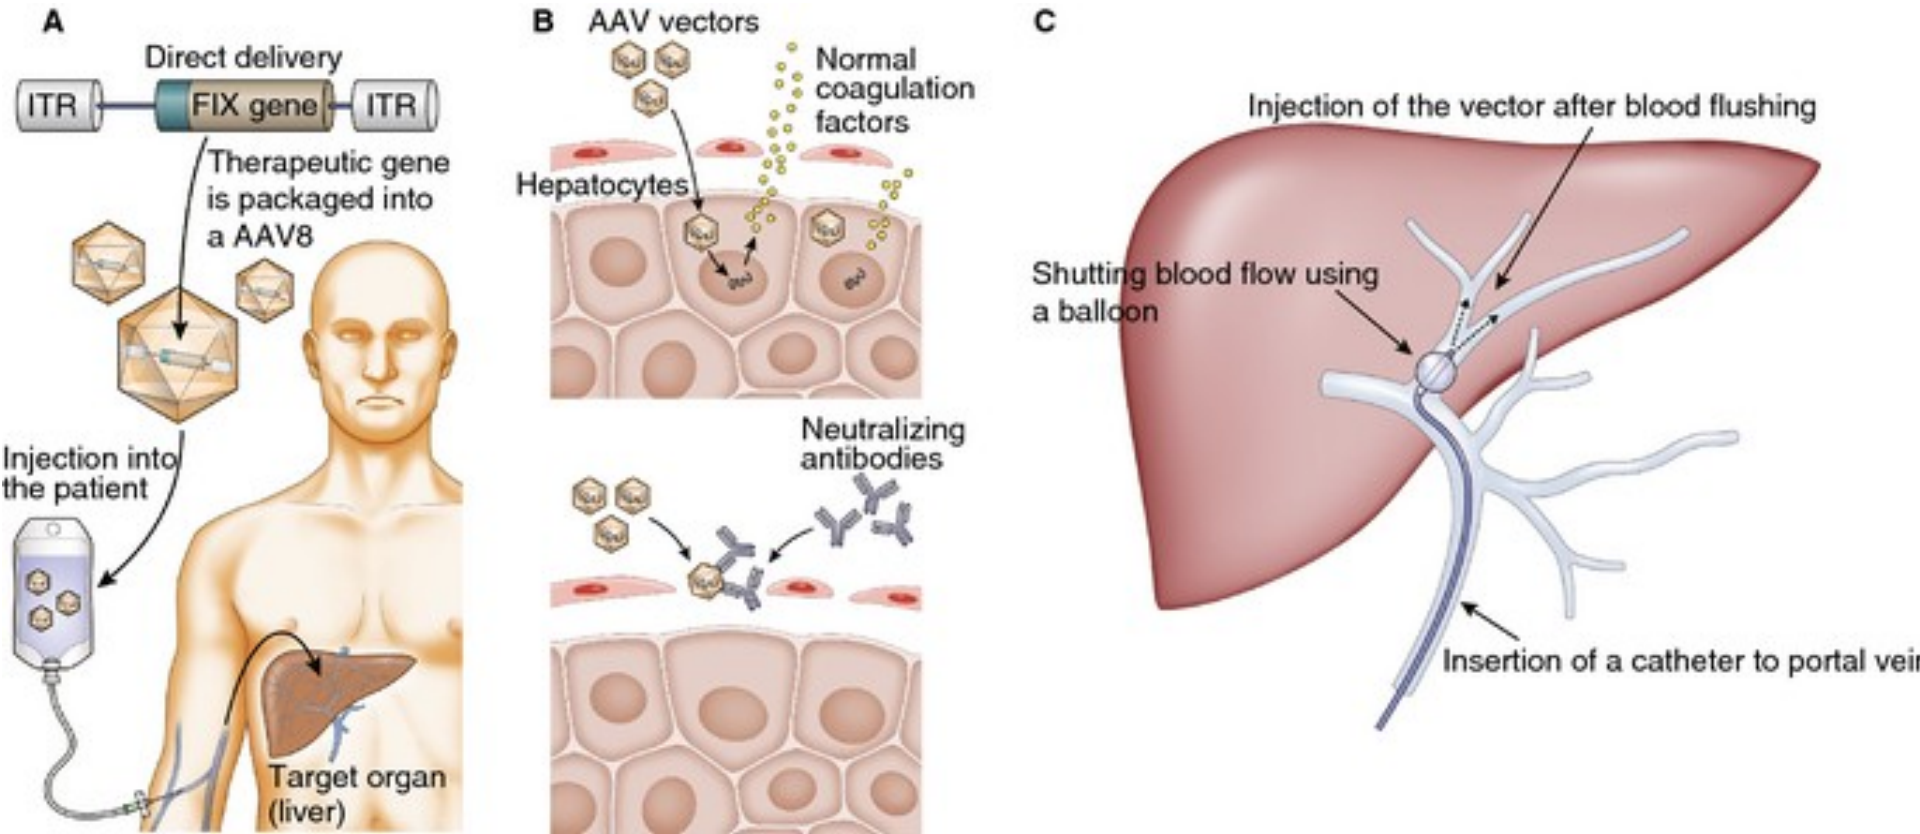 A
Direct delivery
ITR
FIX gene
ITR
Therapeutic gene
is packaged into
a AAV8
Injection into
the patient
Target organ
(liver)
B
AAV vectors
Normal
coagulation
factors
Hepatocytes
Neutralizing
antibodies
C
Injection of the vector after blood flushing
Shutting blood flow using
a balloon
Insertion of a catheter to portal vein